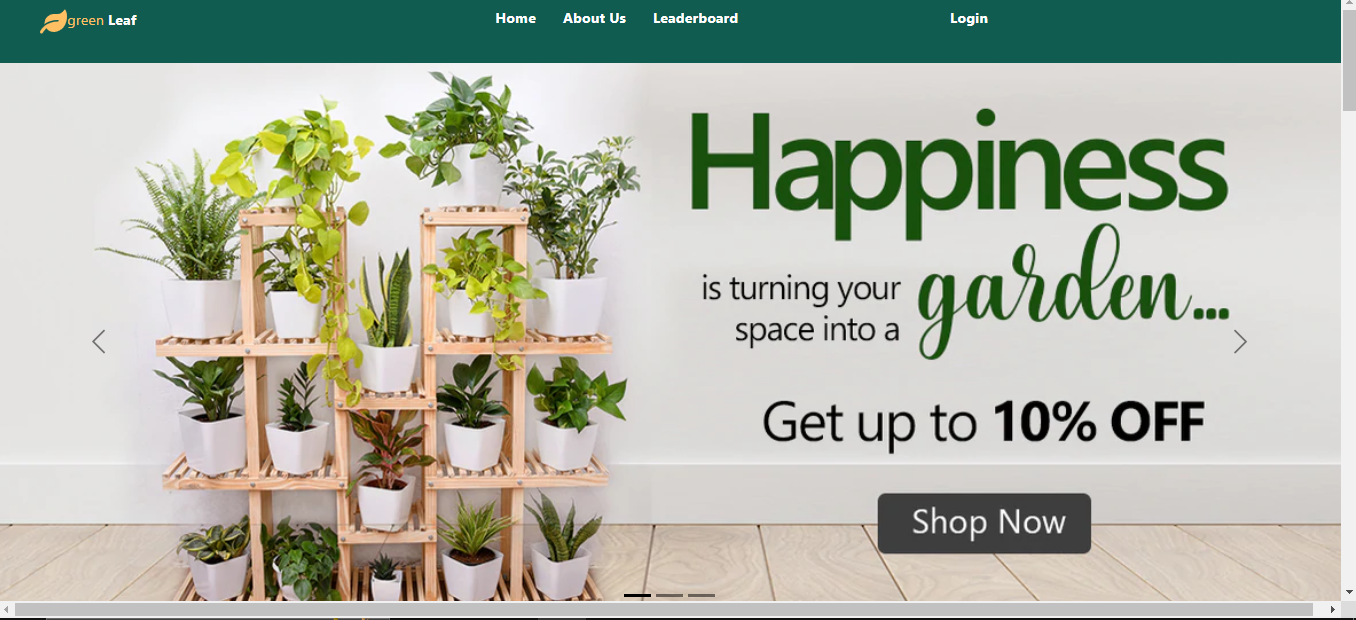 green Leaf
Home
About Us
Leaderboard
Login
Happiness
is turning your
space into a
garden...
Get up to 10% OFF
Shop Now